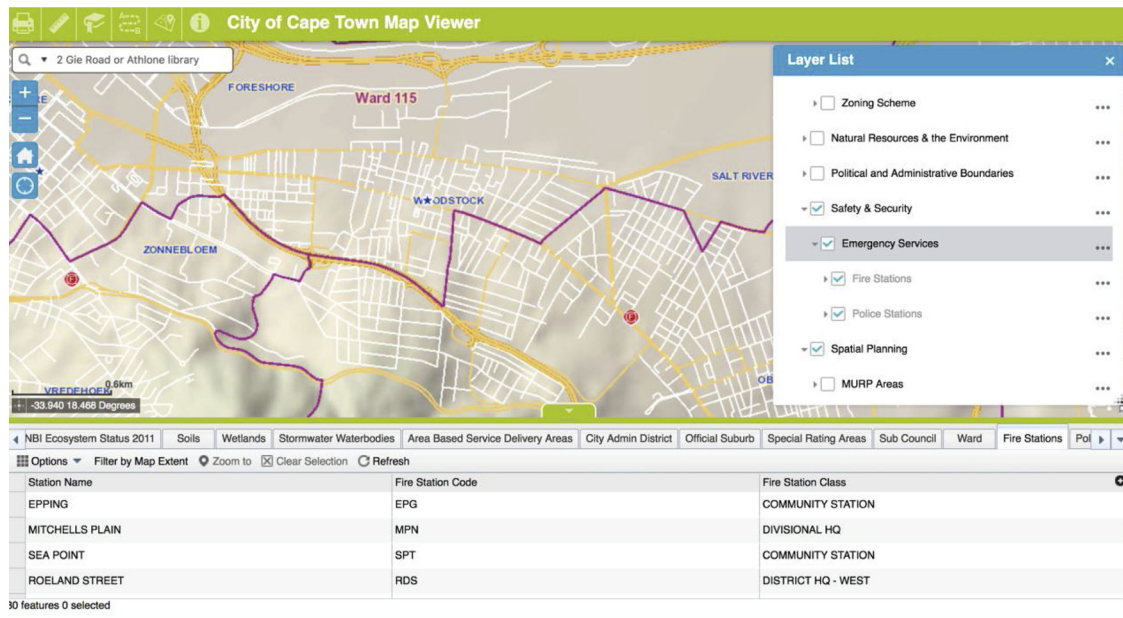 City of Cape Town Map Viewer
2 Gie Road or Athlone library
Layer List
Zoning Scheme
Natural Resources & the Environment
Political and Administrative Boundaries
Safety & Security
Emergency Services
Fire Stations
Police Stations
Spatial Planning
MURP Areas
FORESHORE
Ward 115
SALT RIVER
WOODSTOCK
ZONNEBLOEM
F
F
VREDEHOEK
OB
0.6km
-33.940 18.468 Degrees
NBI Ecosystem Status 2011 Soils Wetlands Stormwater Waterbodies Area Based Service Delivery Areas City Admin District Official Suburb Special Rating Areas Sub Council Ward Fire Stations Pol
Options Filter by Map Extent Zoom to Clear Selection Refresh
Station Name Fire Station Code Fire Station Class
EPPING EPG COMMUNITY STATION
MITCHELLS PLAIN MPN DIVISIONAL HQ
SEA POINT SPT COMMUNITY STATION
ROELAND STREET RDS DISTRICT HQ - WEST
30 features 0 selected